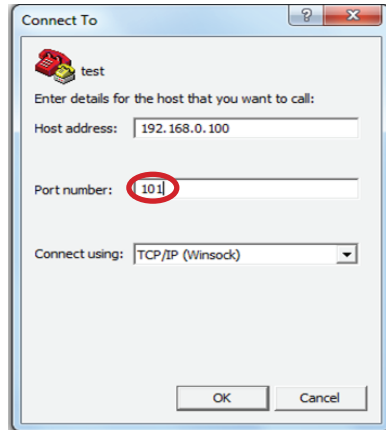 Connect To
test
Enter details for the host that you want to call:
Host address: 192.168.0.100
Port number: 101
Connect using: TCP/IP (Winsock)
OK Cancel